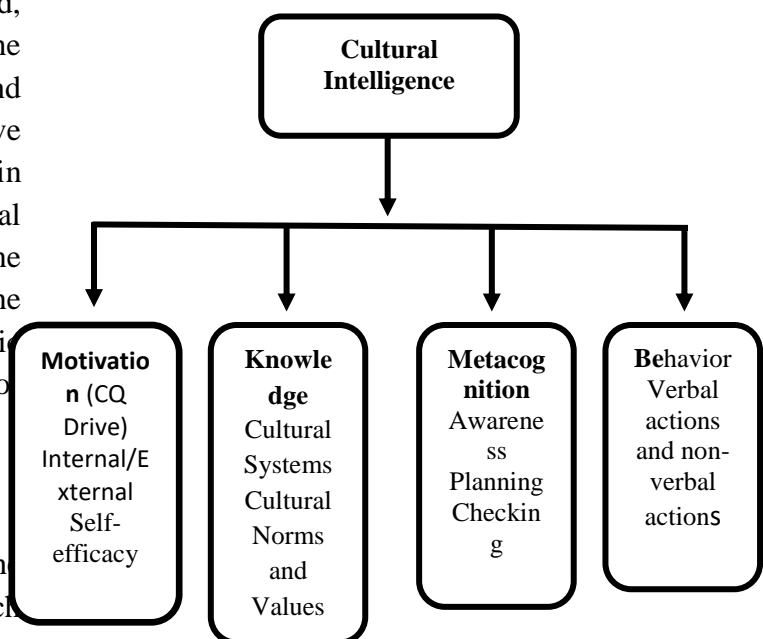 d,
he
nd
ve
in
al
he
he
Cultural
Intelligence
Motivatio
n (CQ
Drive)
Internal/E
xternal
Self-
efficacy
Knowle
dge
Cultural
Systems
Cultural
Norms
and
Values
Metacog
nition
Awarene
ss
Planning
Checkin
g
Behavior
Verbal
actions
and non-
verbal
actions